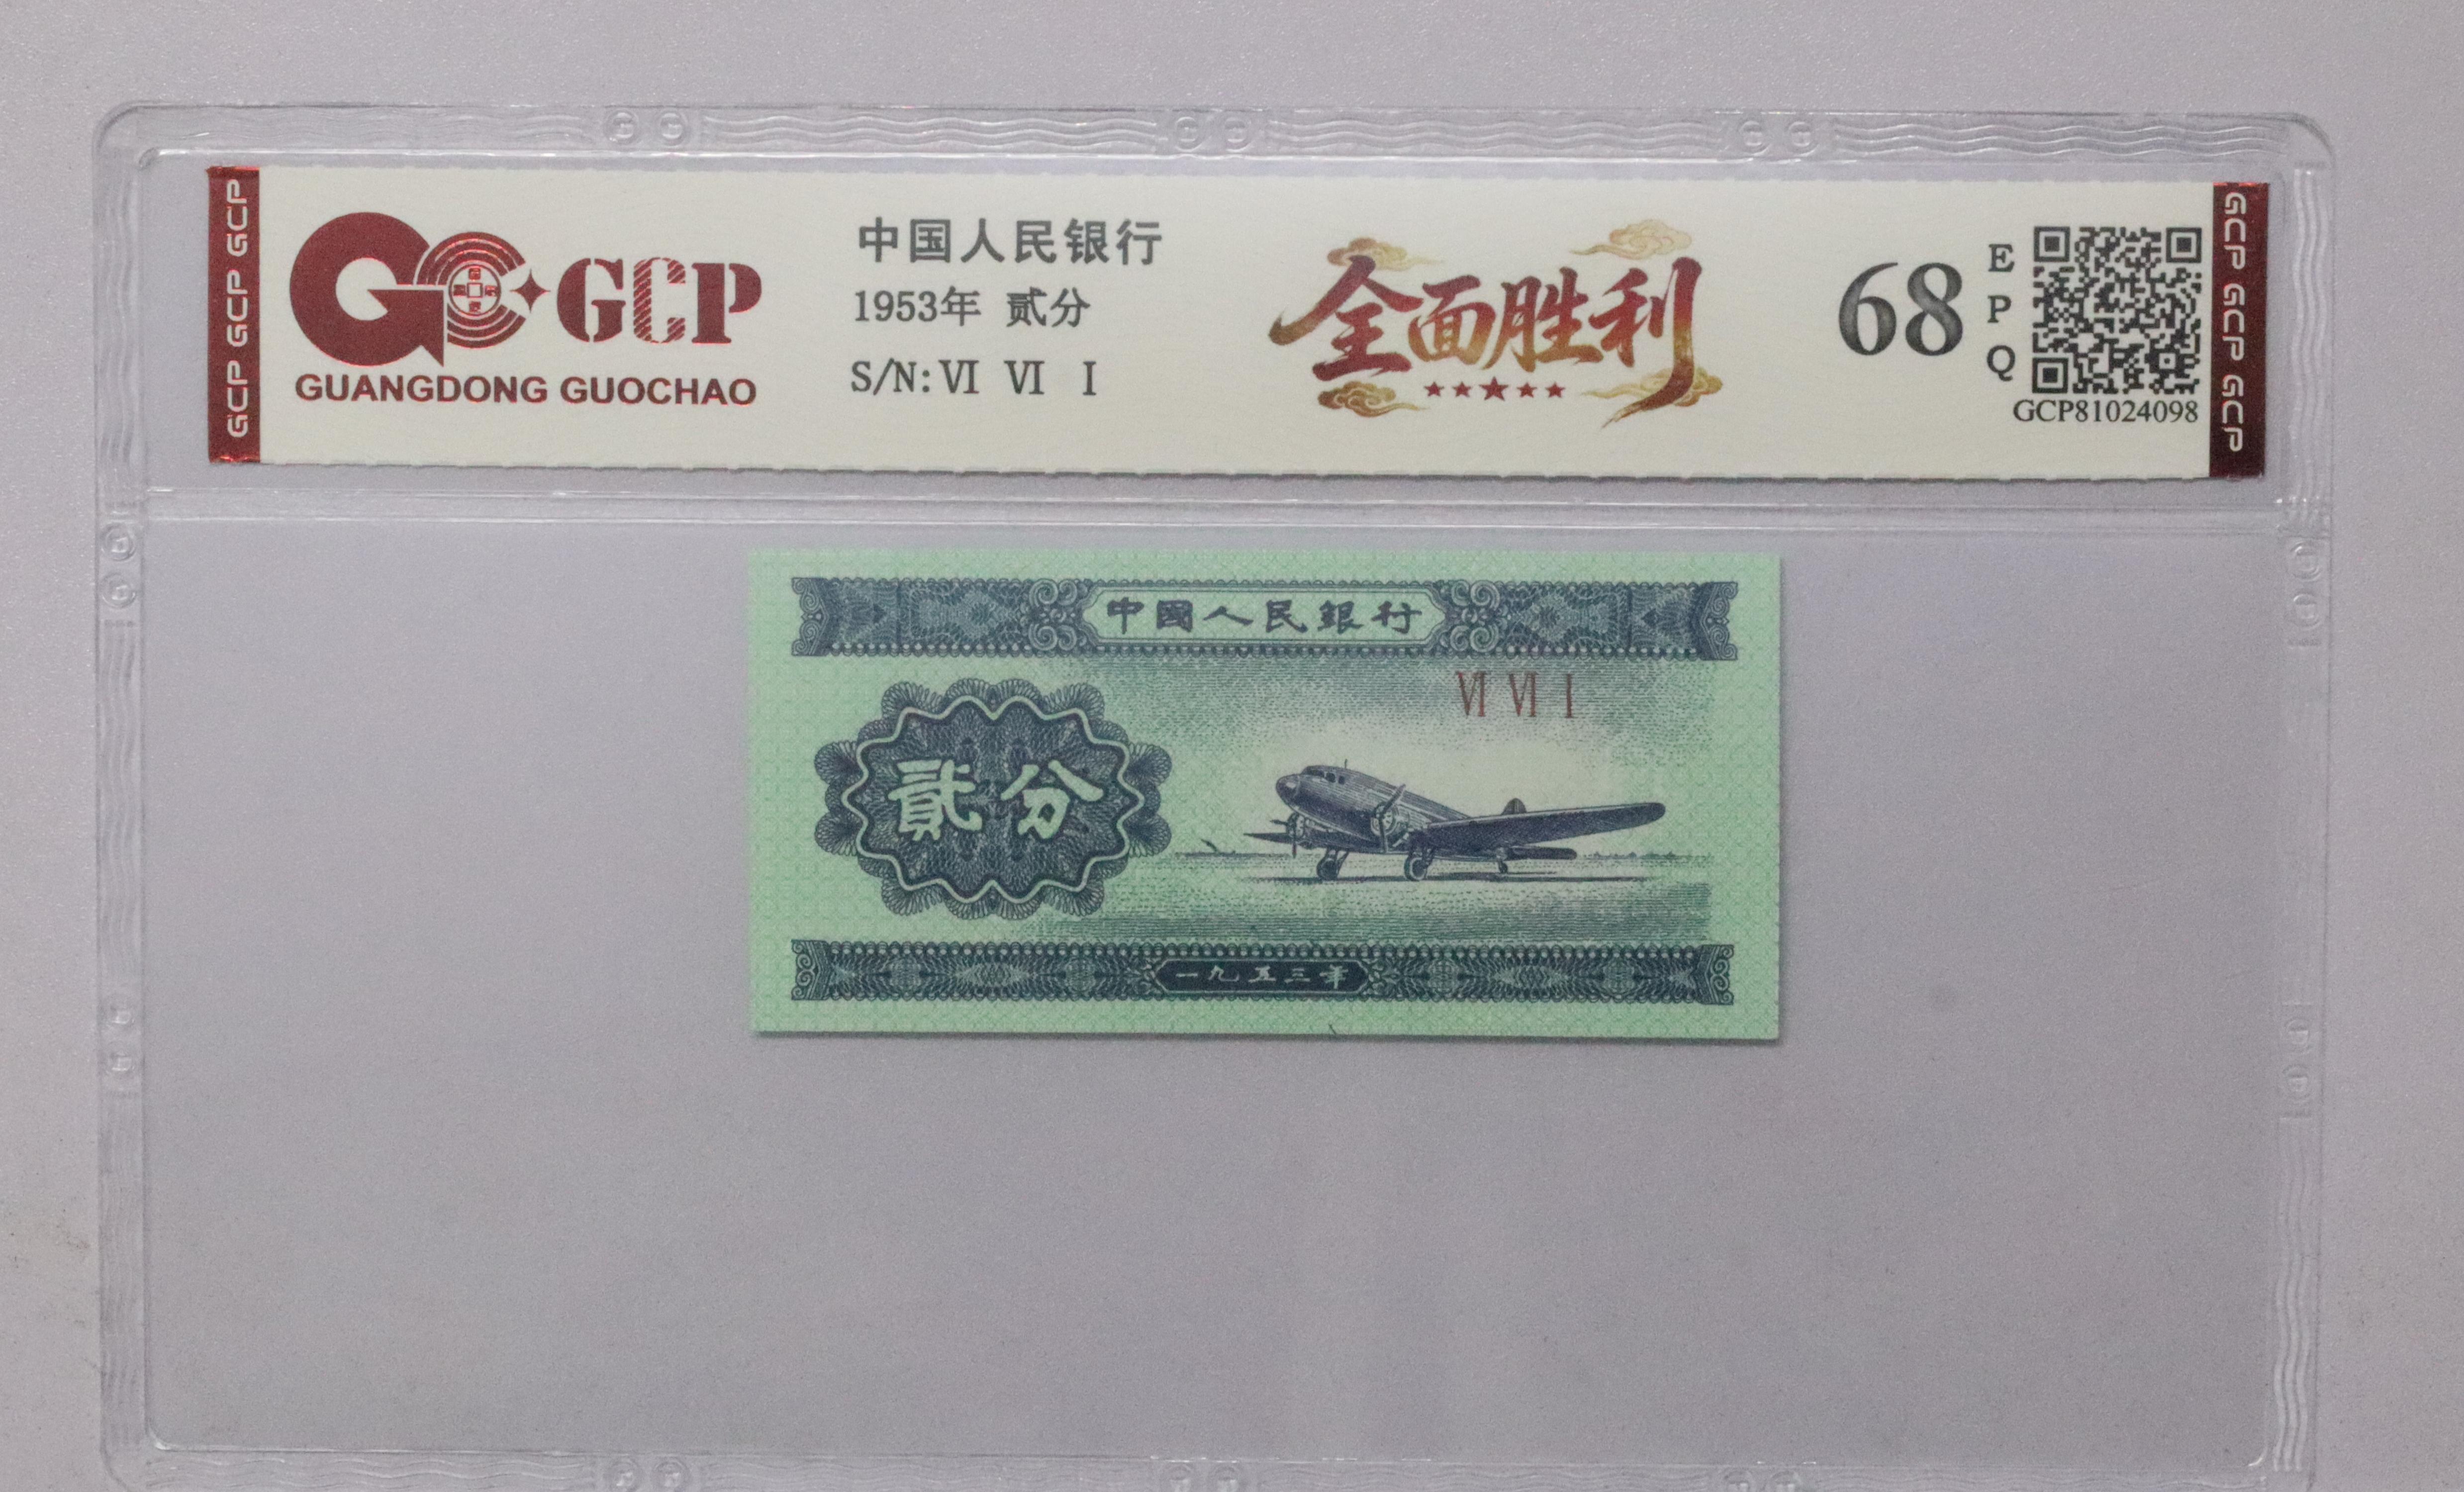 GCP GCP GCP
GCP
GUANGDONG GUOCHAO
中国人民银行
1953年 贰分
S/N: VI VI I
全面胜利
68
E
P
Q
GCP81024098
GCP GCP GCP
中國人民銀行
VI VI I
貳分
一九五三年